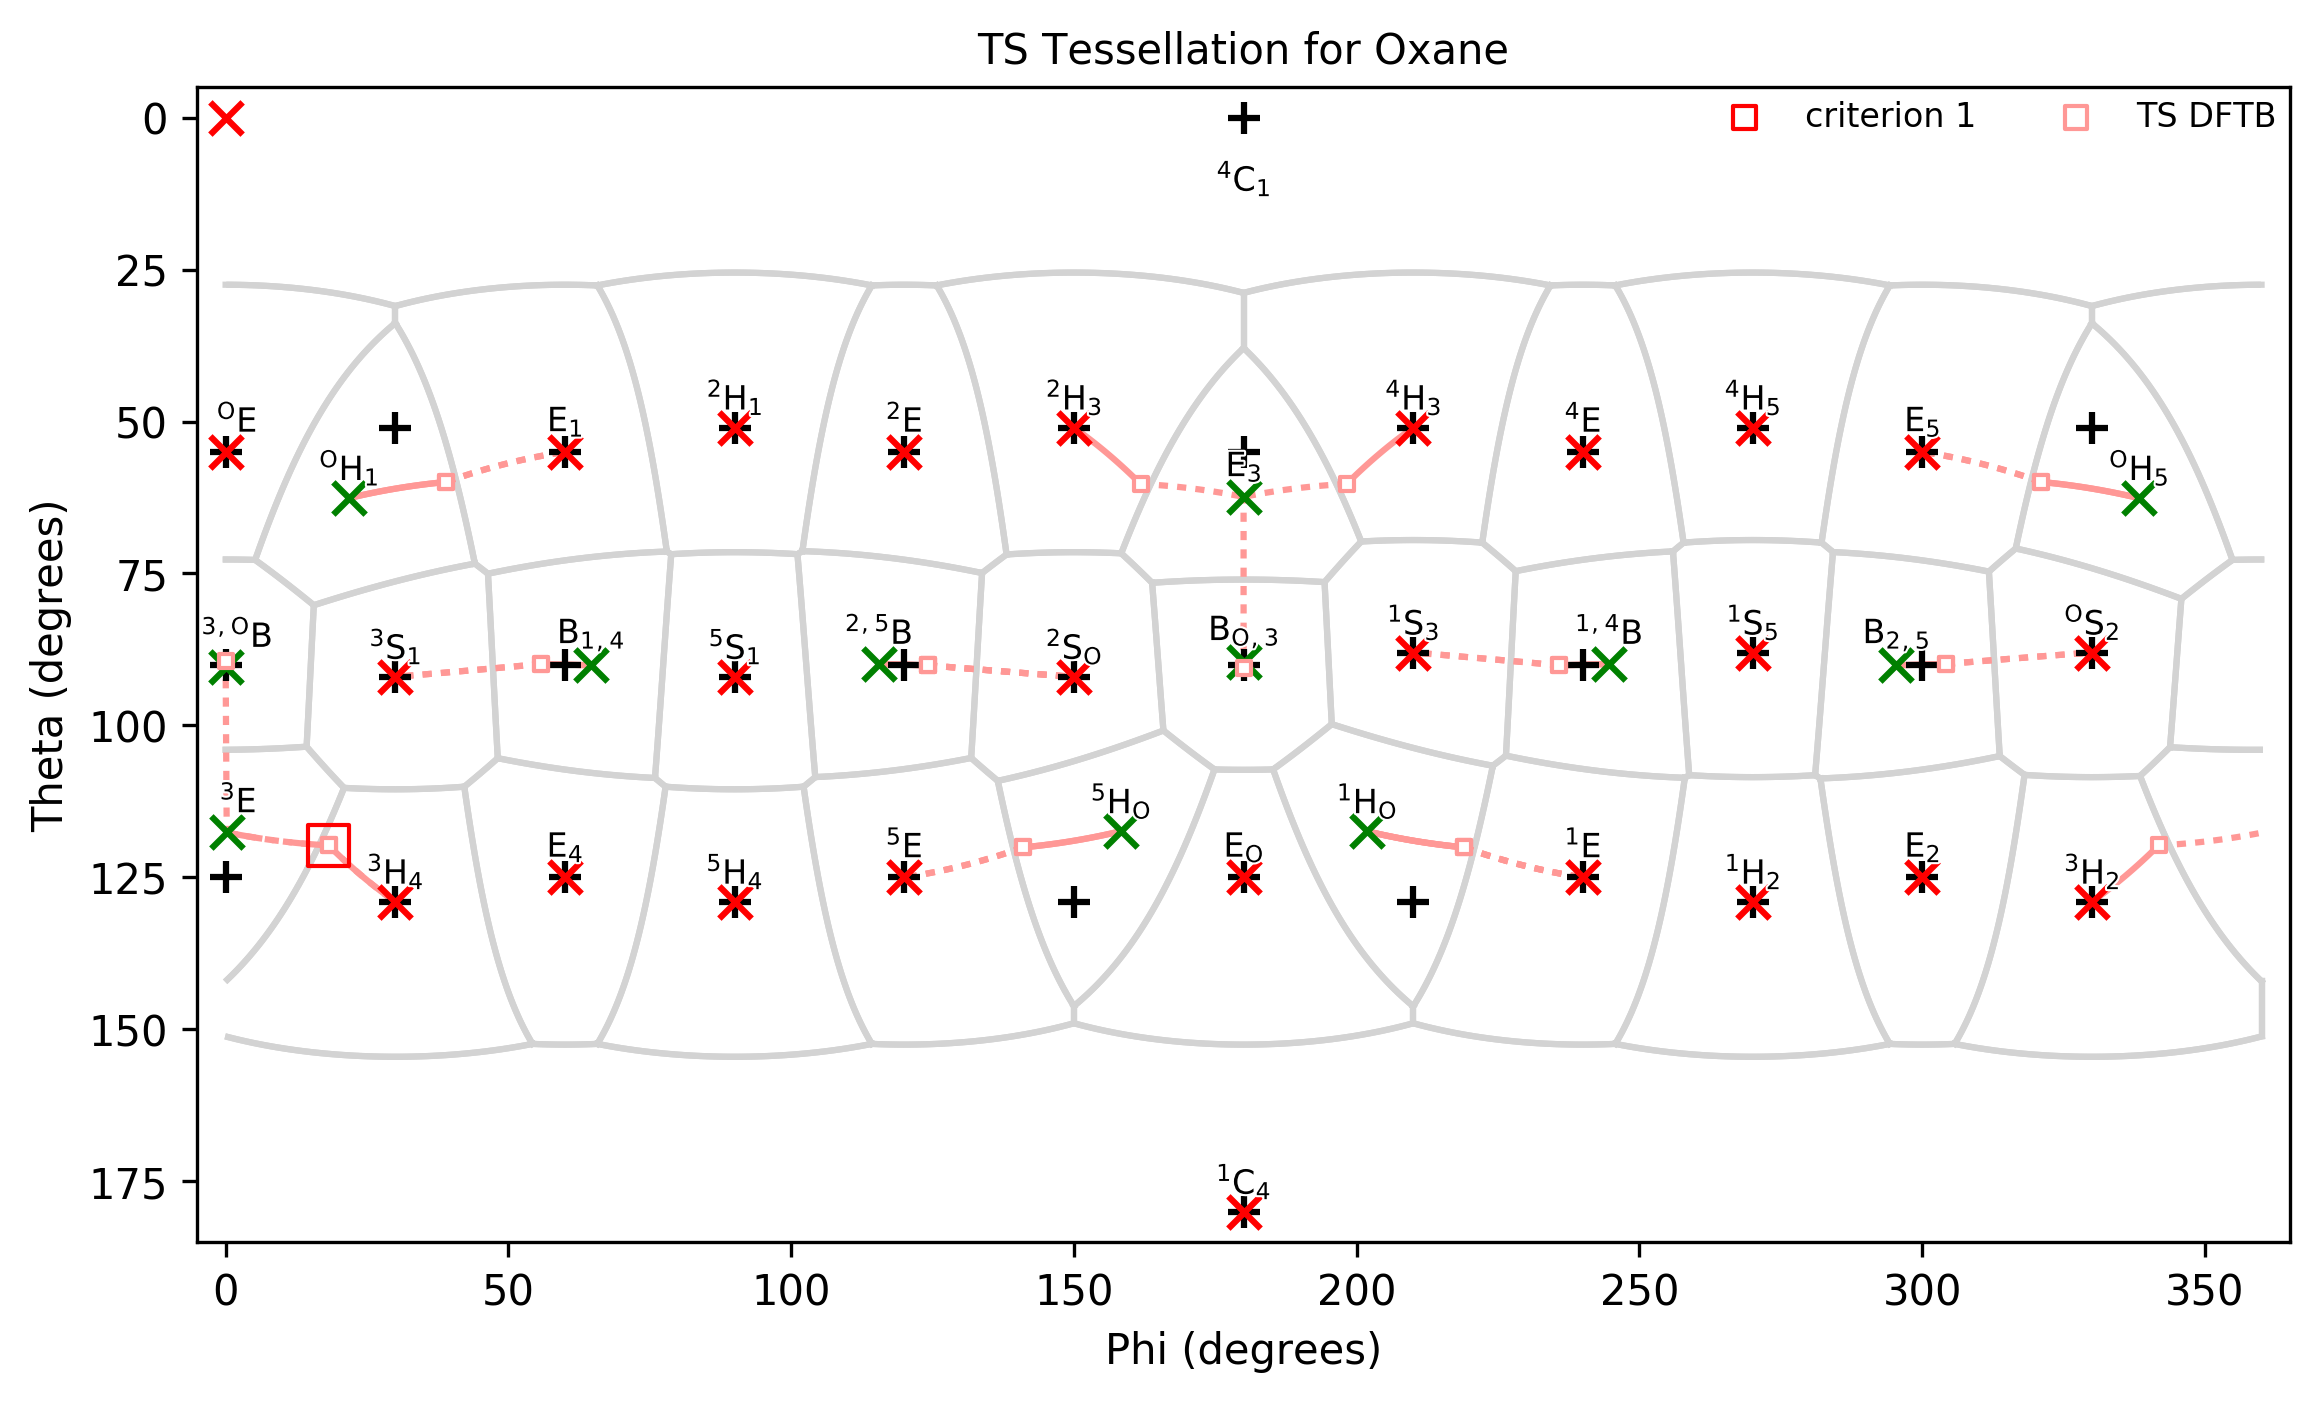 TS Tessellation for Oxane
criterion 1 TS DFTB
⁴C₁
ᴼE ᴼH₁ E₁ ²H₁ ²E ²H₃ E₃ ⁴H₃ ⁴E ⁴H₅ E₅ ᴼH₅
³,ᴼB ³S₁ B₁,₄ ⁵S₁ ²,⁵B ²Sₒ Bₒ,₃ ¹S₃ ¹,⁴B ¹S₅ B₂,₅ ᴼS₂
³E ³H₄ E₄ ⁵H₄ ⁵E ⁵Hₒ Eₒ ¹Hₒ ¹E ¹H₂ E₂ ³H₂
¹C₄
0
25
50
75
100
125
150
175
Theta (degrees)
0 50 100 150 200 250 300 350
Phi (degrees)